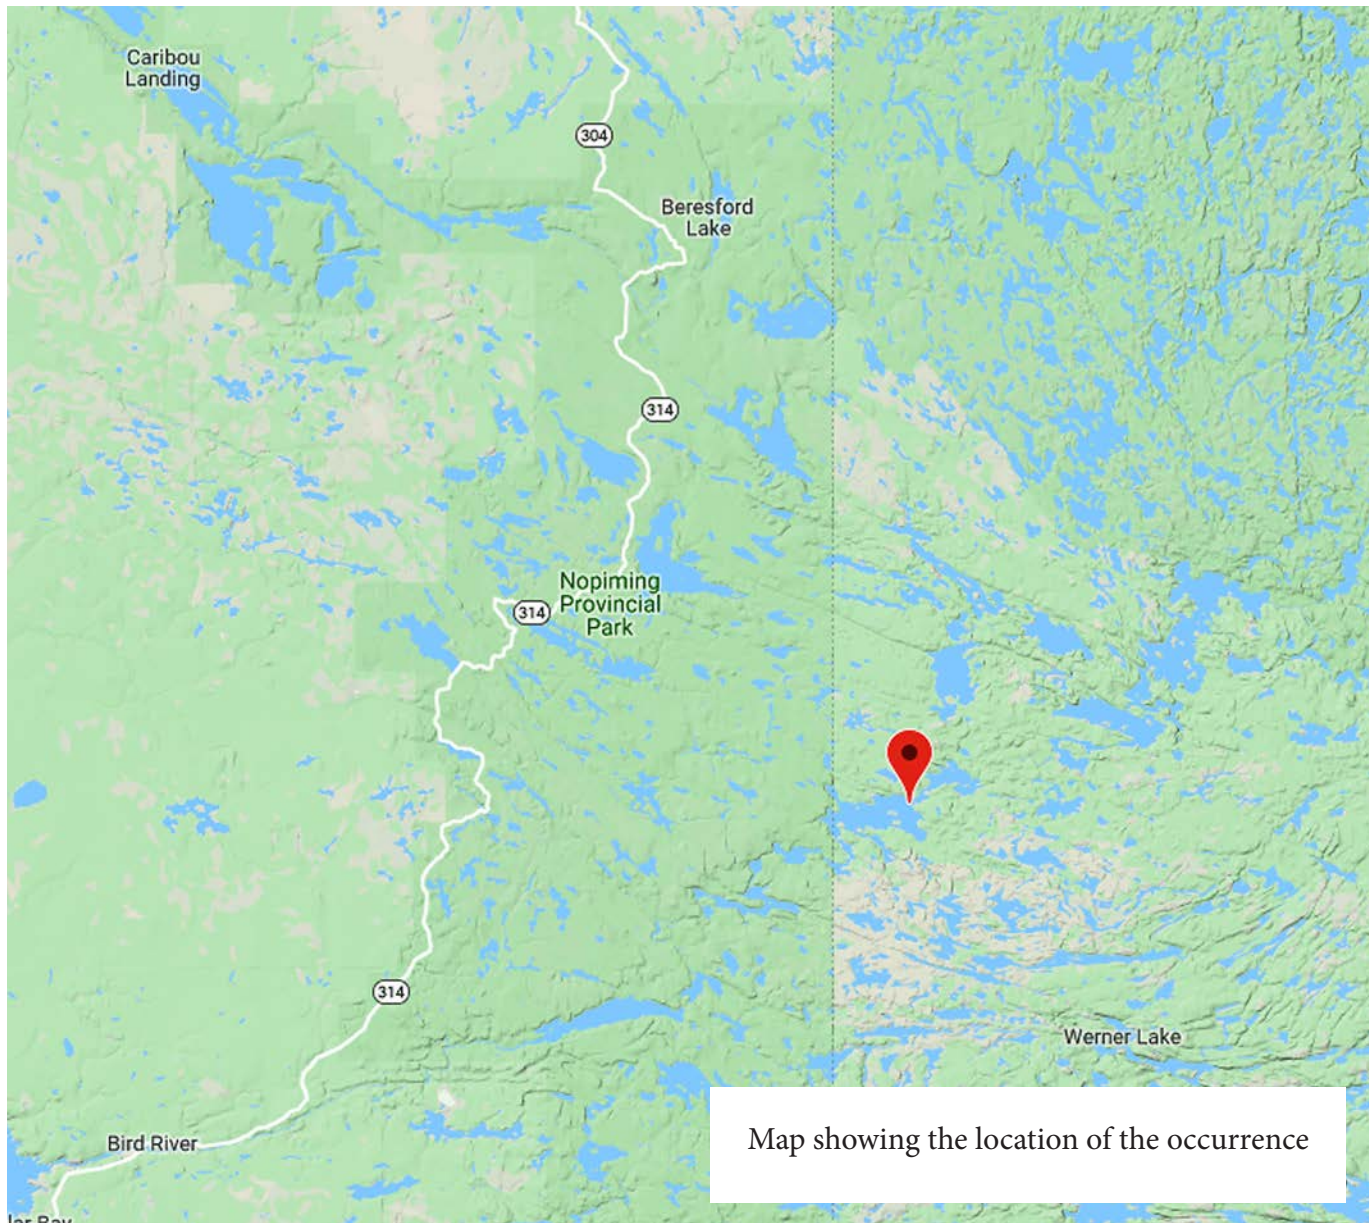 Caribou
Landing
304
Beresford
Lake
314
Nopiming
Provincial
Park
314
314
Werner Lake
Map showing the location of the occurrence
Bird River